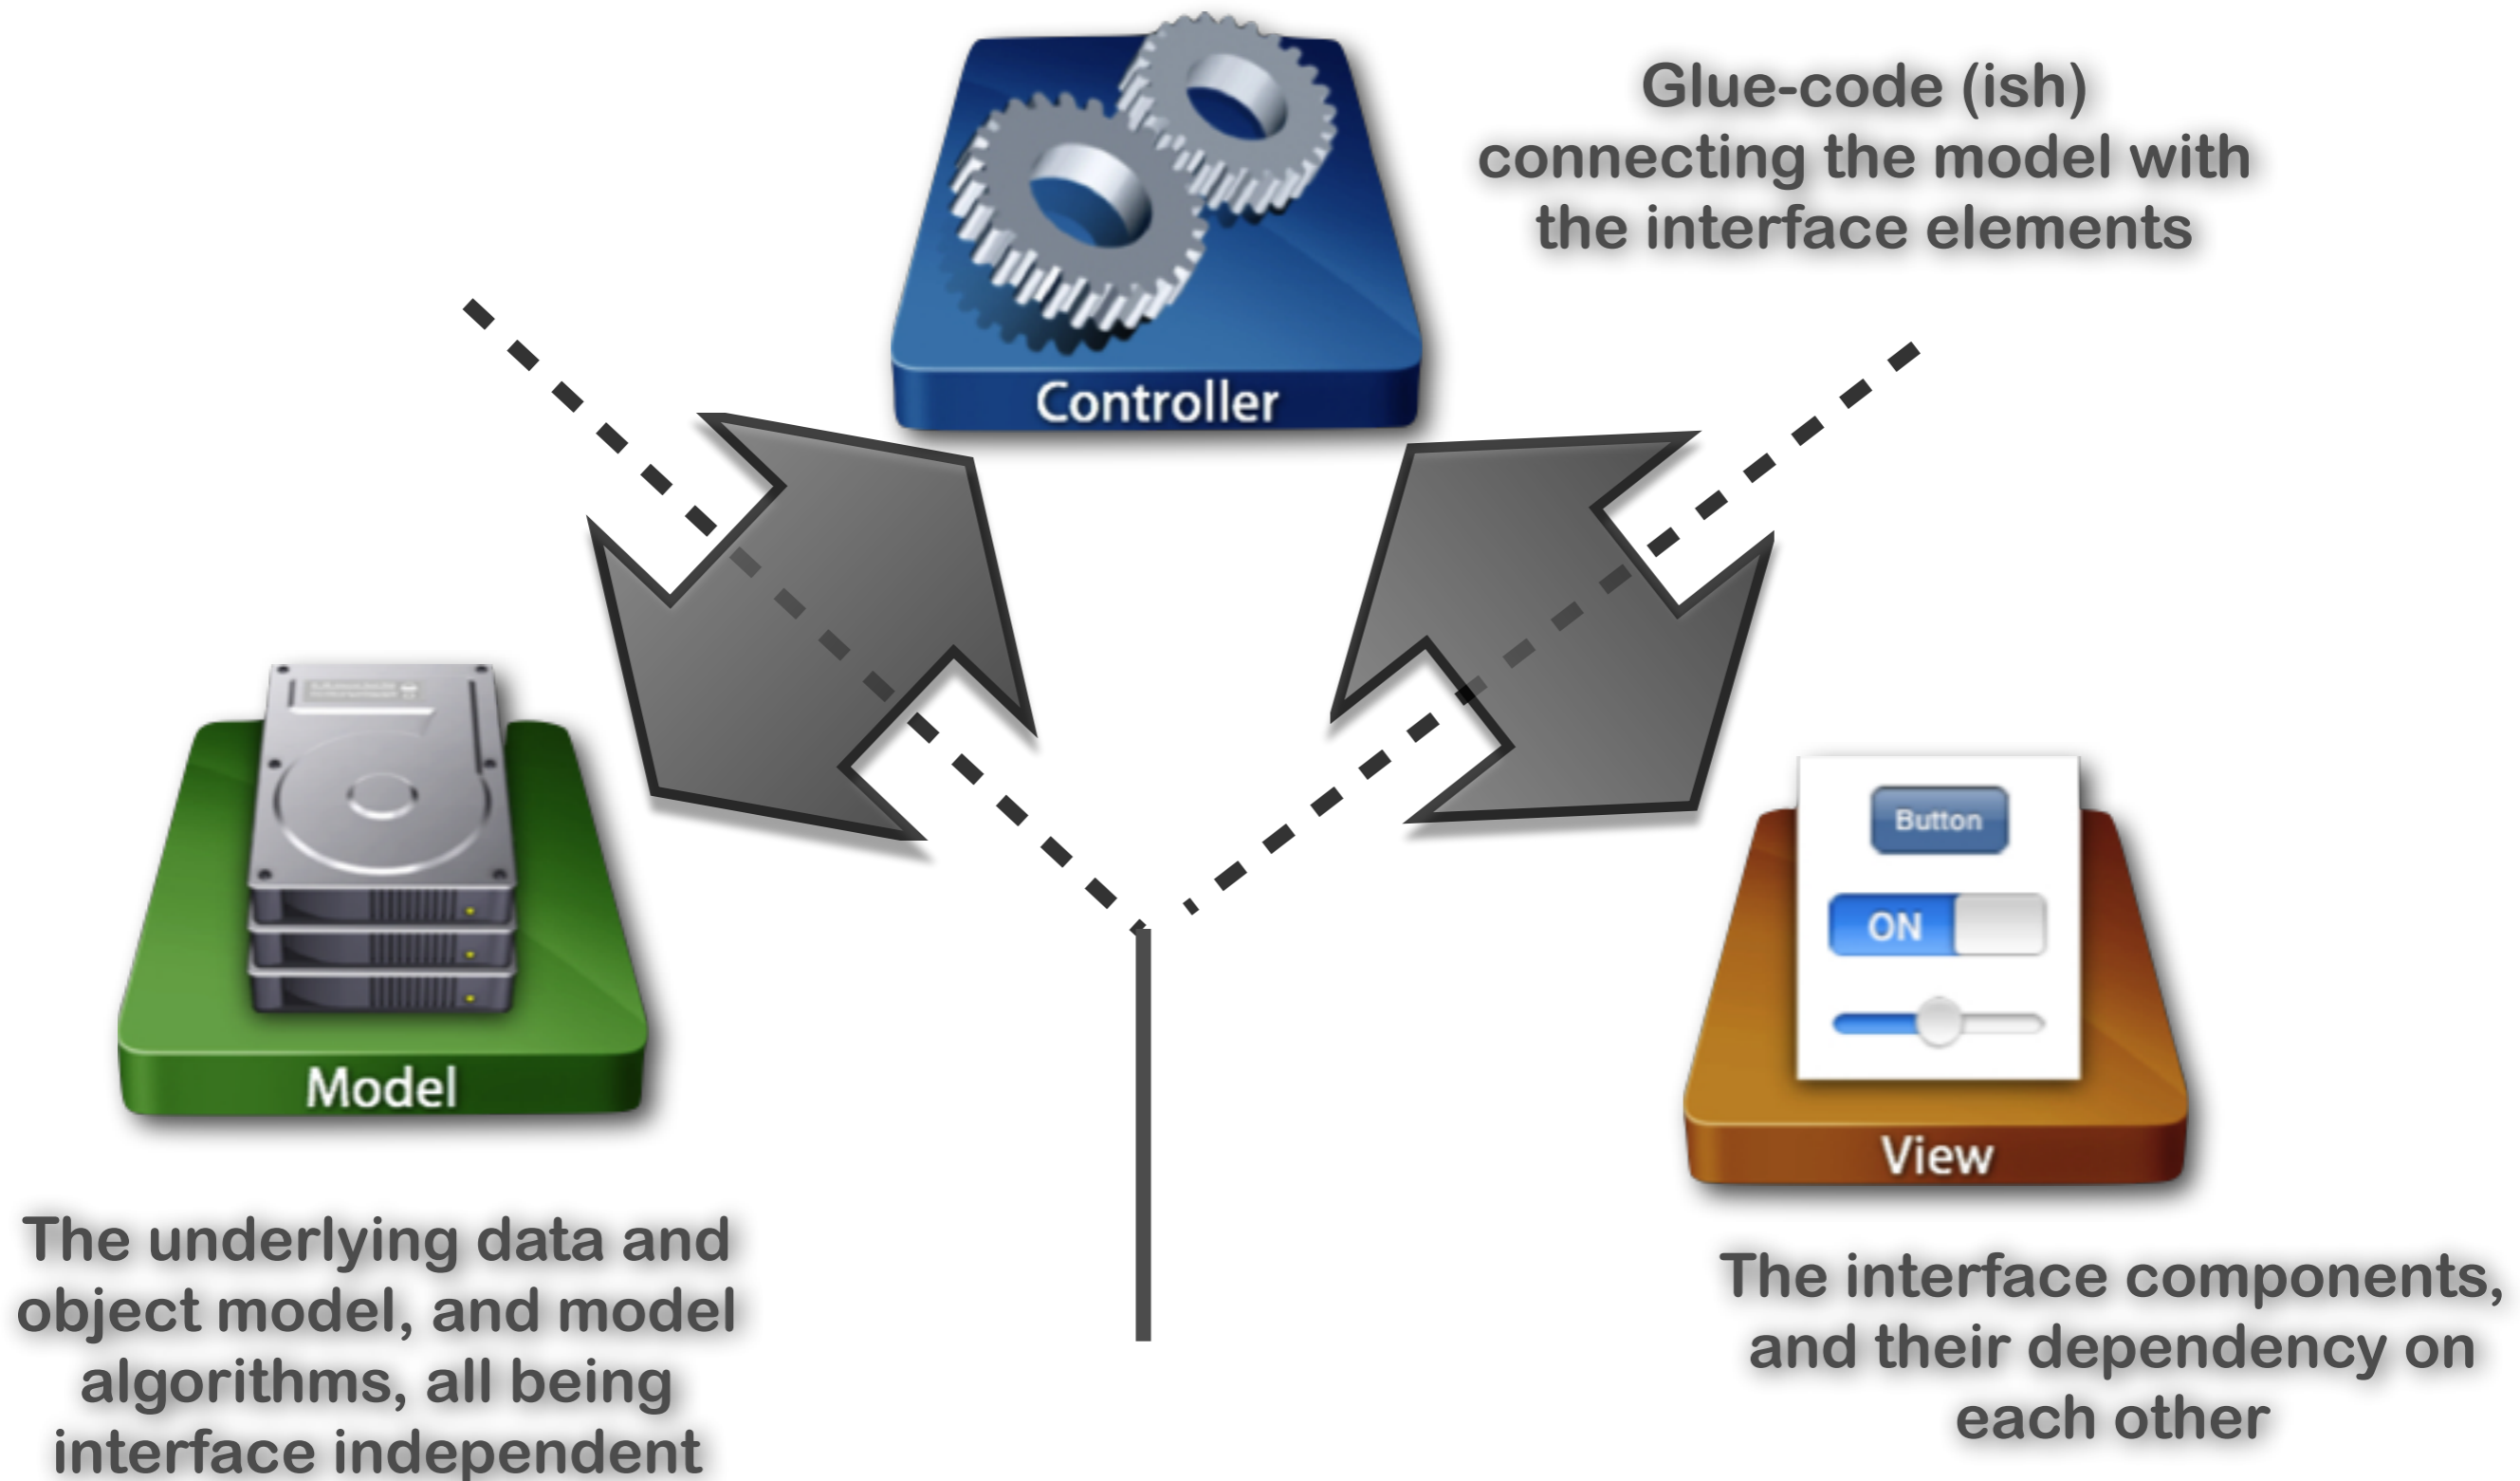 Glue-code (ish)
connecting the model with
the interface elements
Controller
Model
The underlying data and
object model, and model
algorithms, all being
interface independent
Button
ON
View
The interface components,
and their dependency on
each other